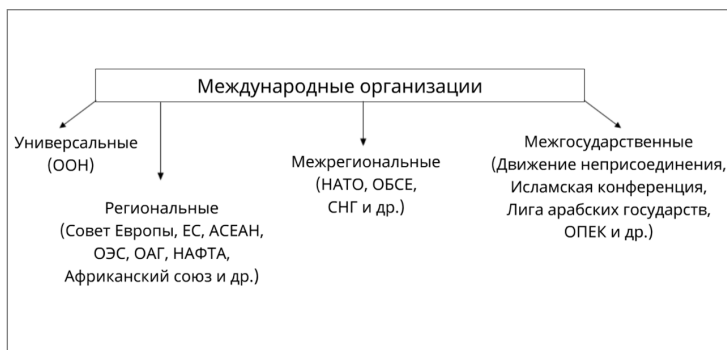 Международные организации
Универсальные
(ООН)
Региональные
(Совет Европы, ЕС, АСЕАН,
ОЭС, ОАГ, НАФТА,
Африканский союз и др.)
Межрегиональные
(НАТО, ОБСЕ,
СНГ и др.)
Межгосударственные
(Движение неприсоединения,
Исламская конференция,
Лига арабских государств,
ОПЕК и др.)